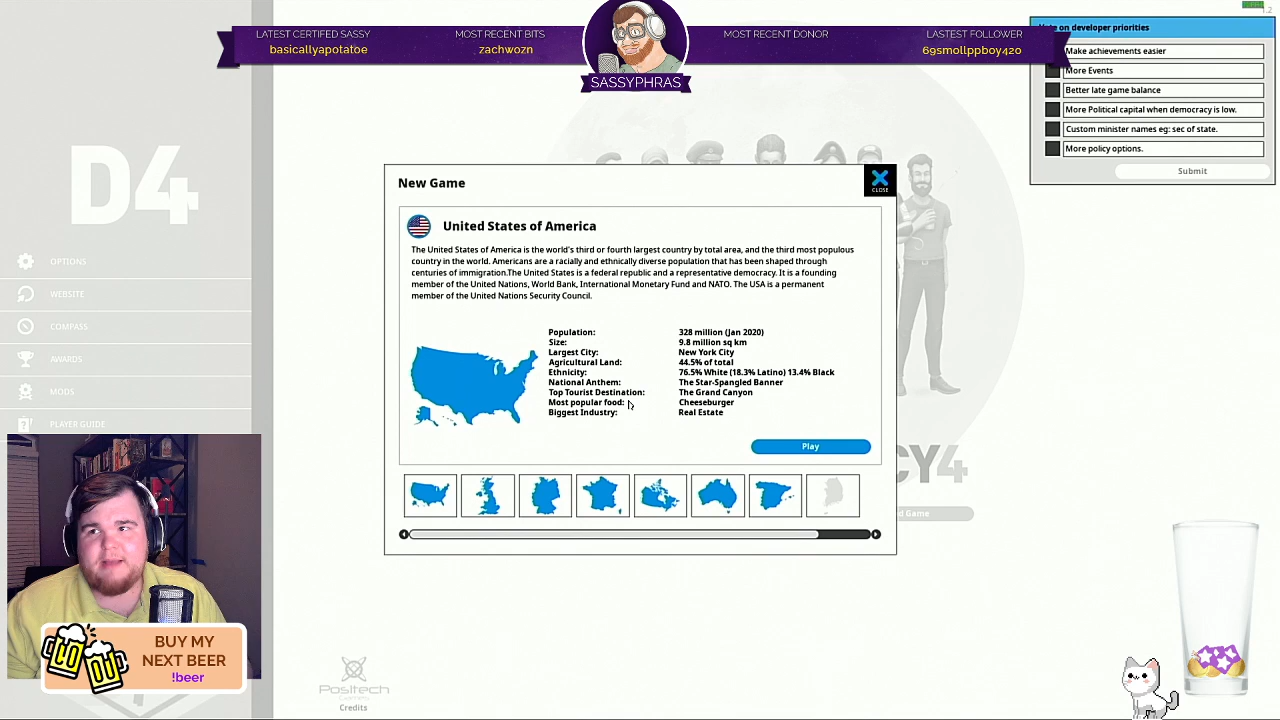 1.2
LATEST CERTIFED SASSY
basicallyapotatoe
MOST RECENT BITS
zachwozn
SASSYPHRAS
MOST RECENT DONOR
LASTEST FOLLOWER
69smollppboy420
on developer priorities
Make achievements easier
More Events
Better late game balance
More Political capital when democracy is low.
Custom minister names eg: sec of state.
More policy options.
Submit
D4
OPTIONS
WEBSITE
COMPASS
AWARDS
MODS
PLAYER GUIDE
New Game
CLOSE
United States of America
The United States of America is the world's third or fourth largest country by total area, and the third most populous
country in the world. Americans are a racially and ethnically diverse population that has been shaped through
centuries of immigration.The United States is a federal republic and a representative democracy. It is a founding
member of the United Nations, World Bank, International Monetary Fund and NATO. The USA is a permanent
member of the United Nations Security Council.
Population: 328 million (Jan 2020)
Size: 9.8 million sq km
Largest City: New York City
Agricultural Land: 44.5% of total
Ethnicity: 76.5% White (18.3% Latino) 13.4% Black
National Anthem: The Star-Spangled Banner
Top Tourist Destination: The Grand Canyon
Most popular food: Cheeseburger
Biggest Industry: Real Estate
Play
CY4
Game
BUY MY
NEXT BEER
!beer
Positech
Games
Credits